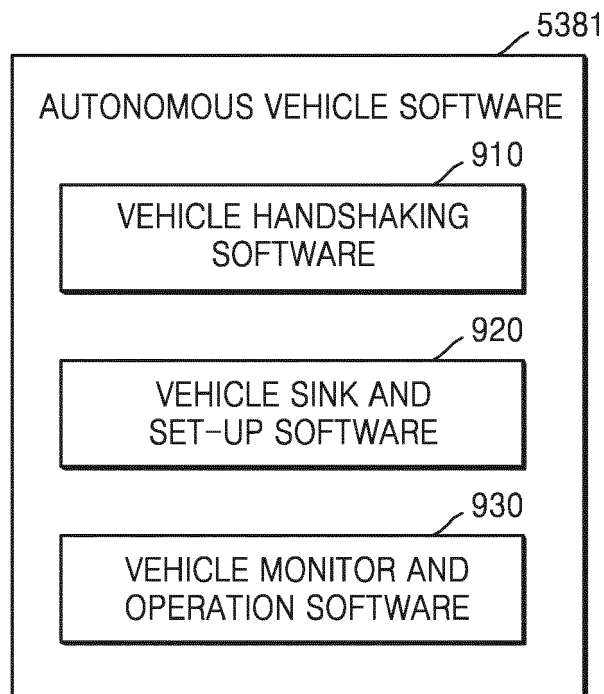 5381
AUTONOMOUS VEHICLE SOFTWARE
910
VEHICLE HANDSHAKING
SOFTWARE
920
VEHICLE SINK AND
SET-UP SOFTWARE
930
VEHICLE MONITOR AND
OPERATION SOFTWARE